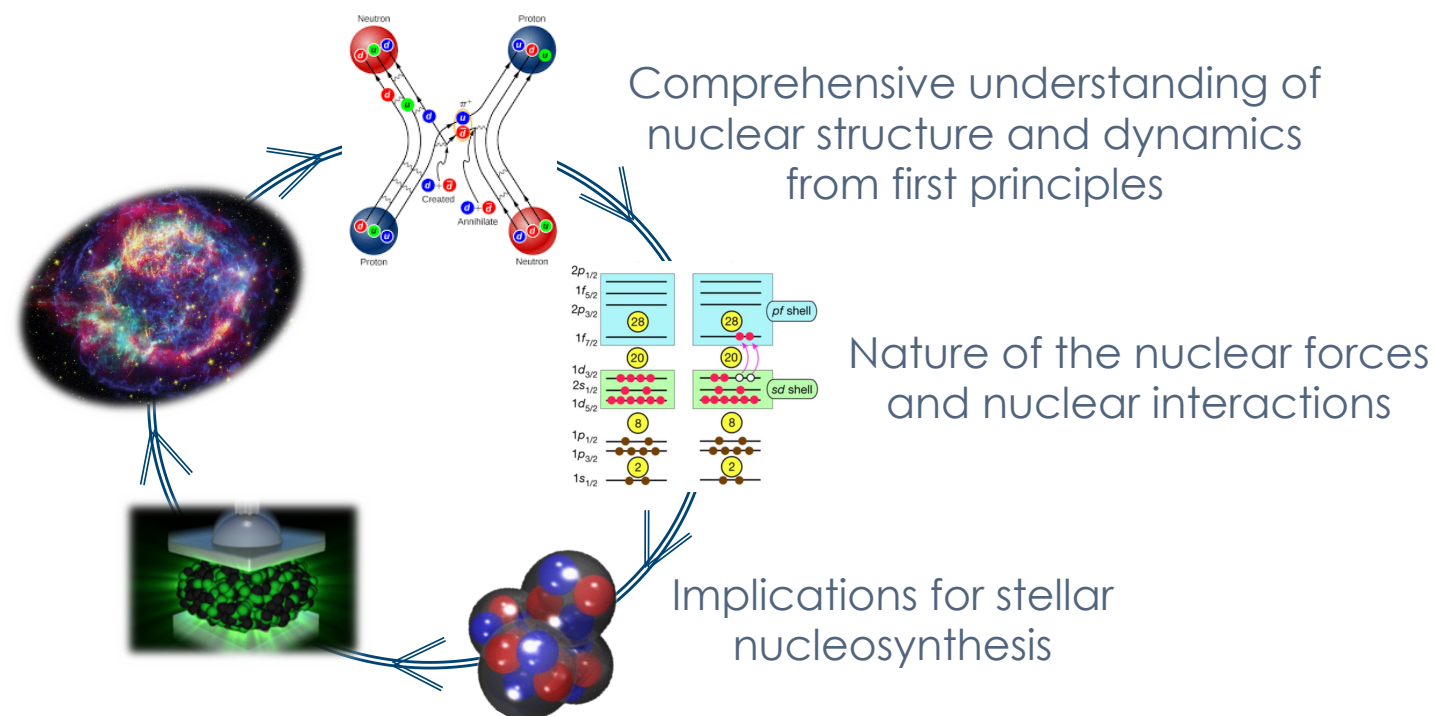 Neutron
Proton
d u d
u d u
d
u
d
π⁺
u
d̅
d + d̅
Created
d + d̅
Annihilate
d u u
d d u
Proton
Neutron
Comprehensive understanding of
nuclear structure and dynamics
from first principles
2p₁/₂
1f₅/₂
2p₃/₂
28 28
pf shell
1f₇/₂
20 20
1d₃/₂
2s₁/₂
sd shell
1d₅/₂
8 8
1p₁/₂
1p₃/₂
2 2
1s₁/₂
Nature of the nuclear forces
and nuclear interactions
Implications for stellar
nucleosynthesis